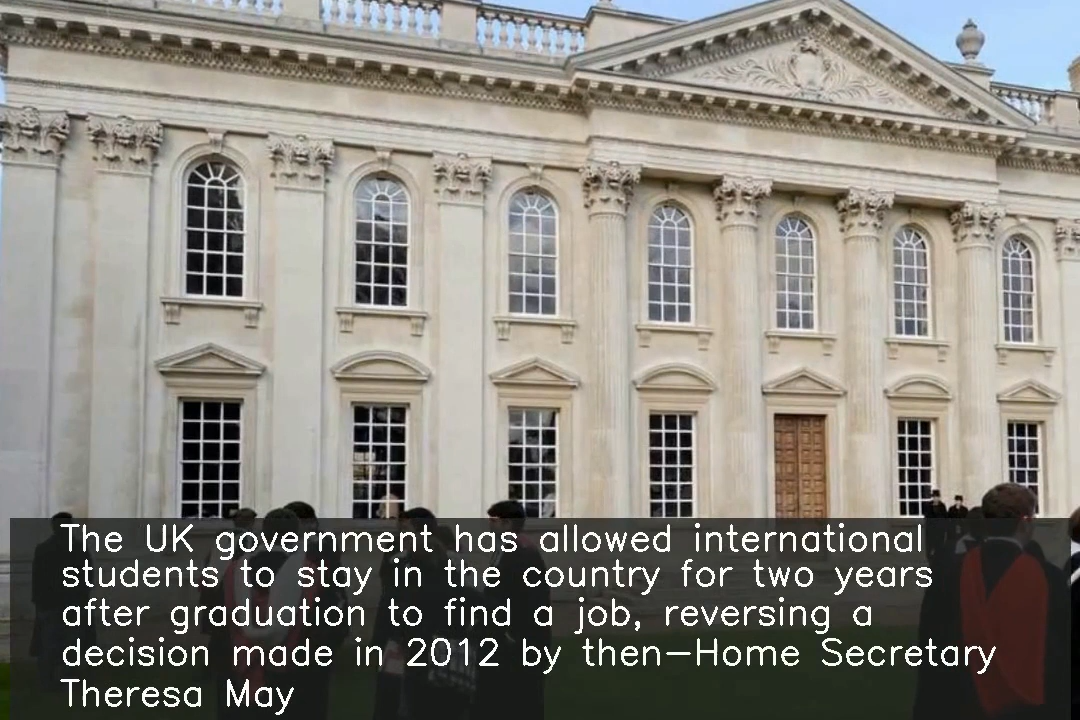 The UK government has allowed international
students to stay in the country for two years
after graduation to find a job, reversing a
decision made in 2012 by then-Home Secretary
Theresa May